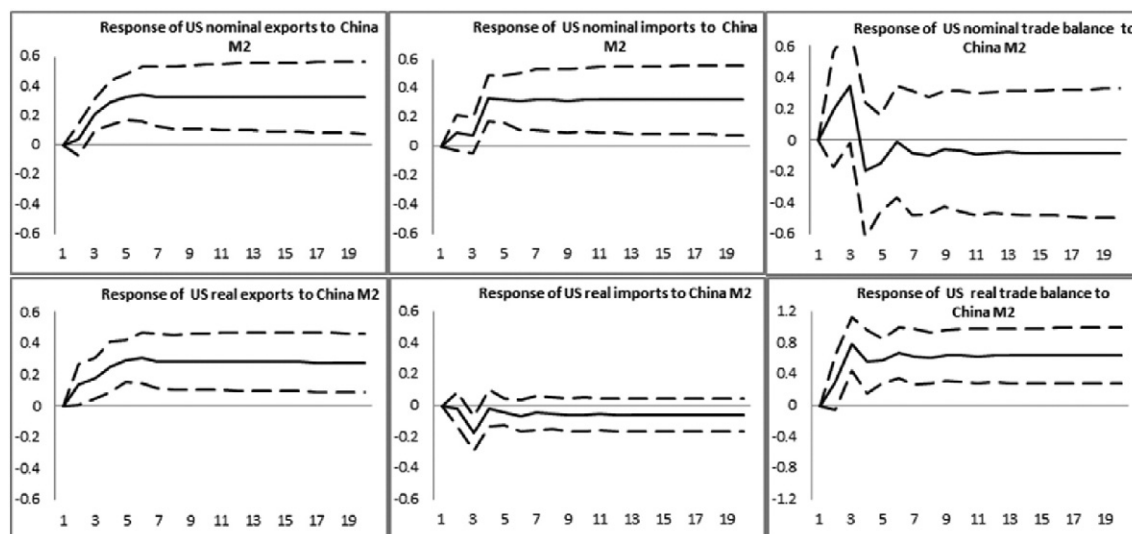 Response of US nominal exports to China
M2
0.6
0.4
0.2
0
-0.2
-0.4
-0.6
1 3 5 7 9 11 13 15 17 19
Response of US nominal imports to China
M2
0.6
0.4
0.2
0
-0.2
-0.4
-0.6
1 3 5 7 9 11 13 15 17 19
Response of US nominal trade balance to
China M2
0.6
0.4
0.2
0
-0.2
-0.4
-0.6
1 3 5 7 9 11 13 15 17 19
Response of US real exports to China M2
0.6
0.4
0.2
0
-0.2
-0.4
-0.6
1 3 5 7 9 11 13 15 17 19
Response of US real imports to China M2
0.6
0.4
0.2
0
-0.2
-0.4
-0.6
1 3 5 7 9 11 13 15 17 19
Response of US real trade balance to
China M2
1.2
0.8
0.4
0
-0.4
-0.8
-1.2
1 3 5 7 9 11 13 15 17 19